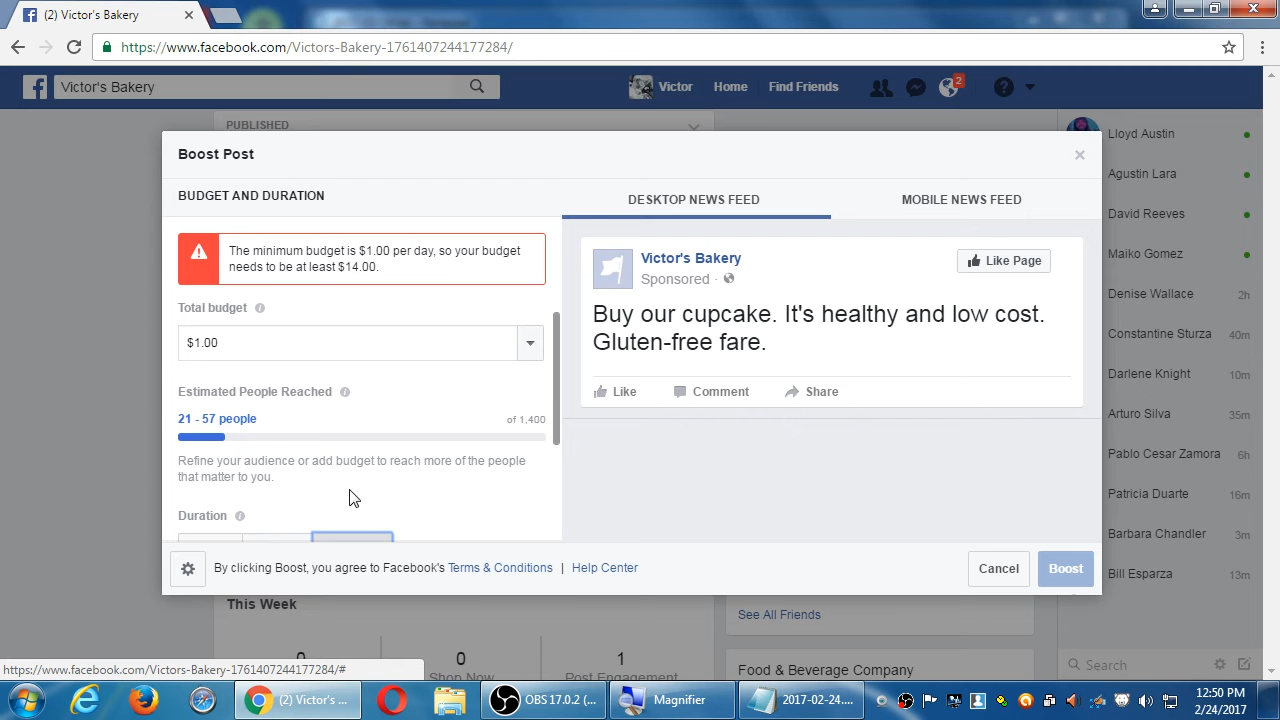 (2) Victor's Bakery
https://www.facebook.com/Victors-Bakery-1761407244177284/
Victor's Bakery
Victor
Home
Find Friends
2
PUBLISHED
Boost Post
BUDGET AND DURATION
DESKTOP NEWS FEED
MOBILE NEWS FEED
The minimum budget is $1.00 per day, so your budget
needs to be at least $14.00.
Total budget
$1.00
Estimated People Reached
21 - 57 people
of 1,400
Refine your audience or add budget to reach more of the people
that matter to you.
Duration
Victor's Bakery
Sponsored ·
Like Page
Buy our cupcake. It's healthy and low cost.
Gluten-free fare.
Like
Comment
Share
By clicking Boost, you agree to Facebook's Terms & Conditions | Help Center
Cancel
Boost
Lloyd Austin
Agustin Lara
David Reeves
Maiko Gomez
Denise Wallace
2h
Constantine Sturza
40m
Darlene Knight
10m
Arturo Silva
35m
Pablo Cesar Zamora
6h
Patricia Duarte
16m
Barbara Chandler
3m
Bill Esparza
13m
Search
This Week
0
0
1
Shop Now
Post Engagement
See All Friends
Food & Beverage Company
https://www.facebook.com/Victors-Bakery-1761407244177284/#
(2) Victor's ...
OBS 17.0.2 (...
Magnifier
2017-02-24....
12:50 PM
2/24/2017